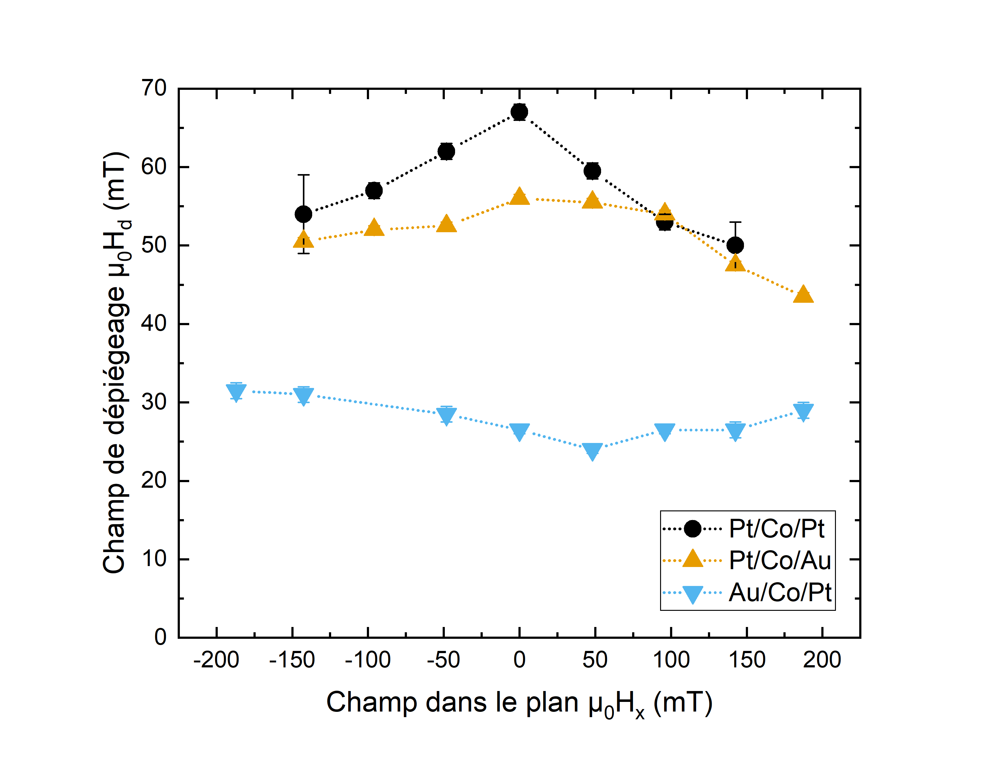 70
60
50
40
30
20
10
0
Champ de dépiégeage µ₀H_d (mT)
-200 -150 -100 -50 0 50 100 150 200
Champ dans le plan µ₀Hₓ (mT)
Pt/Co/Pt
Pt/Co/Au
Au/Co/Pt